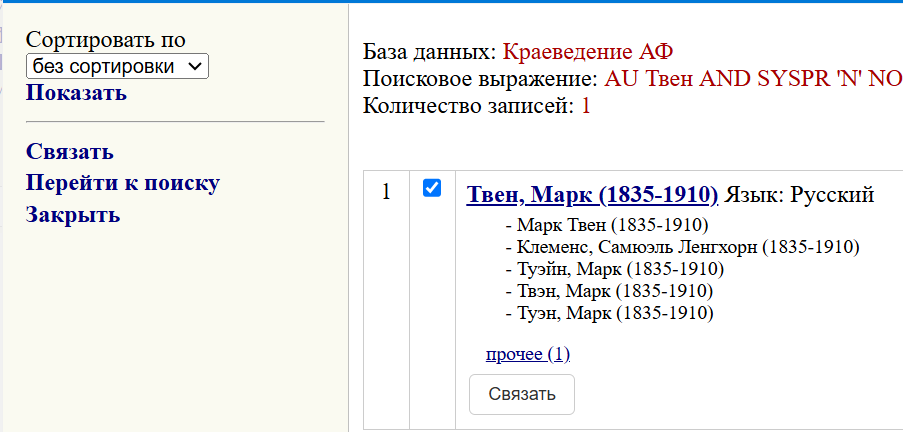 Сортировать по
без сортировки
Показать
Связать
Перейти к поиску
Закрыть
База данных: Краеведение АФ
Поисковое выражение: AU Твен AND SYSPR 'N' NO
Количество записей: 1
1
Твен, Марк (1835-1910) Язык: Русский
- Марк Твен (1835-1910)
- Клеменс, Самюэль Ленгхорн (1835-1910)
- Туэйн, Марк (1835-1910)
- Твэн, Марк (1835-1910)
- Туэн, Марк (1835-1910)
прочее (1)
Связать